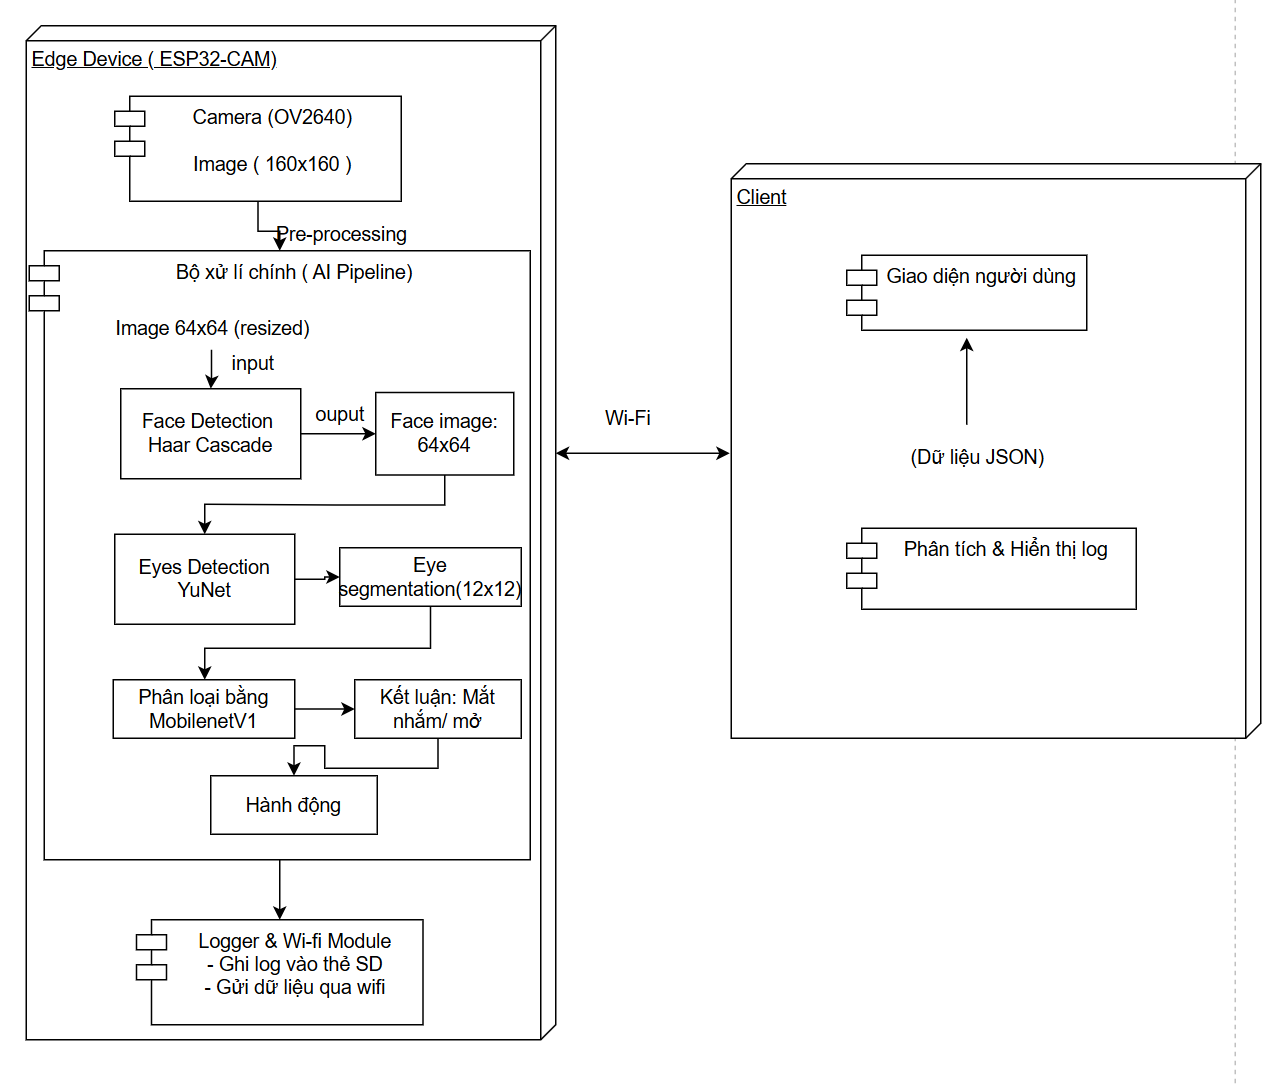 Edge Device ( ESP32-CAM)
Camera (OV2640)
Image ( 160x160 )
Pre-processing
Bộ xử lí chính ( AI Pipeline)
Image 64x64 (resized)
input
Face Detection
Haar Cascade
ouput
Face image:
64x64
Eyes Detection
YuNet
Eye
segmentation(12x12)
Phân loại bằng
MobilenetV1
Kết luận: Mắt
nhắm/ mở
Hành động
Logger & Wi-fi Module
- Ghi log vào thẻ SD
- Gửi dữ liệu qua wifi
Wi-Fi
Client
Giao diện người dùng
(Dữ liệu JSON)
Phân tích & Hiển thị log